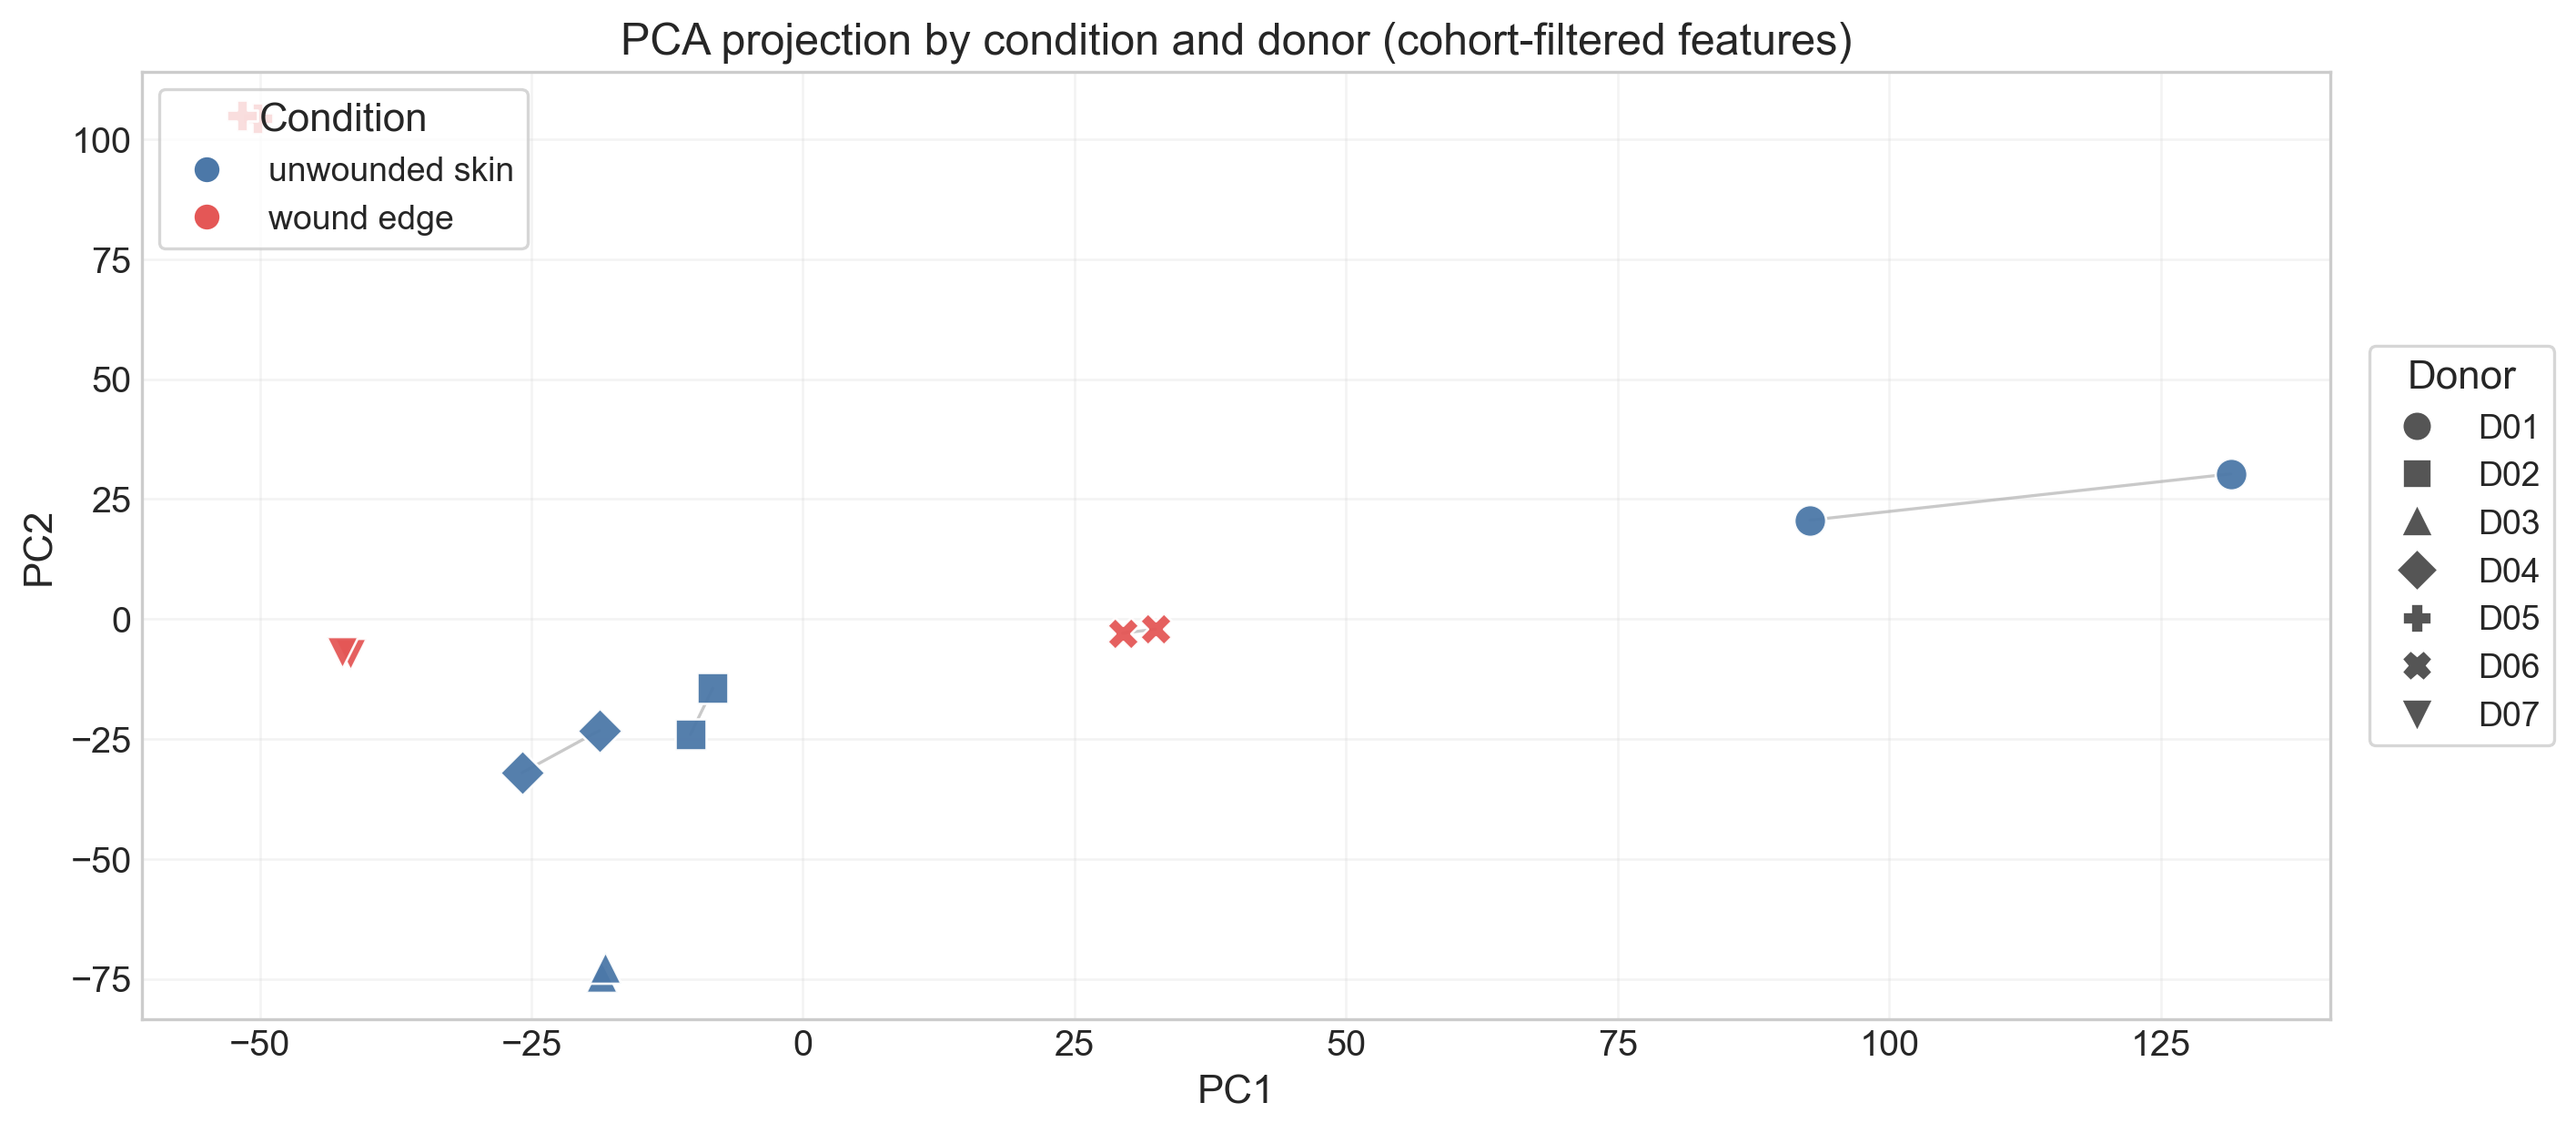 PCA projection by condition and donor (cohort-filtered features)
Condition
unwounded skin
wound edge
100
75
50
25
0
−25
−50
−75
PC2
−50
−25
0
25
50
75
100
125
PC1
Donor
D01
D02
D03
D04
D05
D06
D07